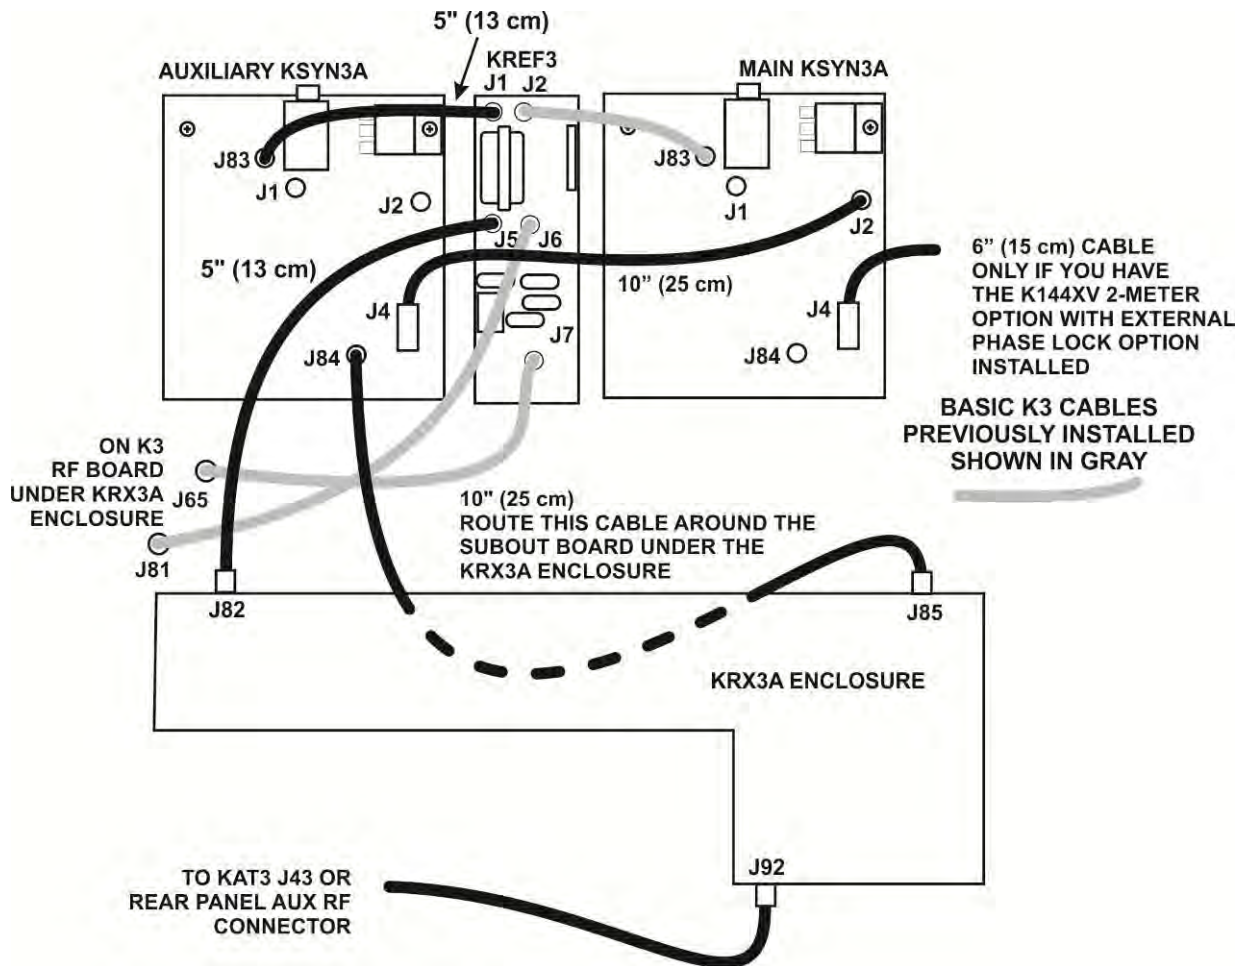 5" (13 cm)
AUXILIARY KSYN3A
KREF3
MAIN KSYN3A
J1 J2
J83
J1
J2
J83
J1
J2
J5 J6
5" (13 cm)
10” (25 cm)
J4
J84
J7
J4
J84
6” (15 cm) CABLE
ONLY IF YOU HAVE
THE K144XV 2-METER
OPTION WITH EXTERNAL
PHASE LOCK OPTION
INSTALLED
BASIC K3 CABLES
PREVIOUSLY INSTALLED
SHOWN IN GRAY
ON K3
RF BOARD
UNDER KRX3A
ENCLOSURE
J65
J81
10" (25 cm)
ROUTE THIS CABLE AROUND THE
SUBOUT BOARD UNDER THE
KRX3A ENCLOSURE
J82
J85
KRX3A ENCLOSURE
J92
TO KAT3 J43 OR
REAR PANEL AUX RF
CONNECTOR